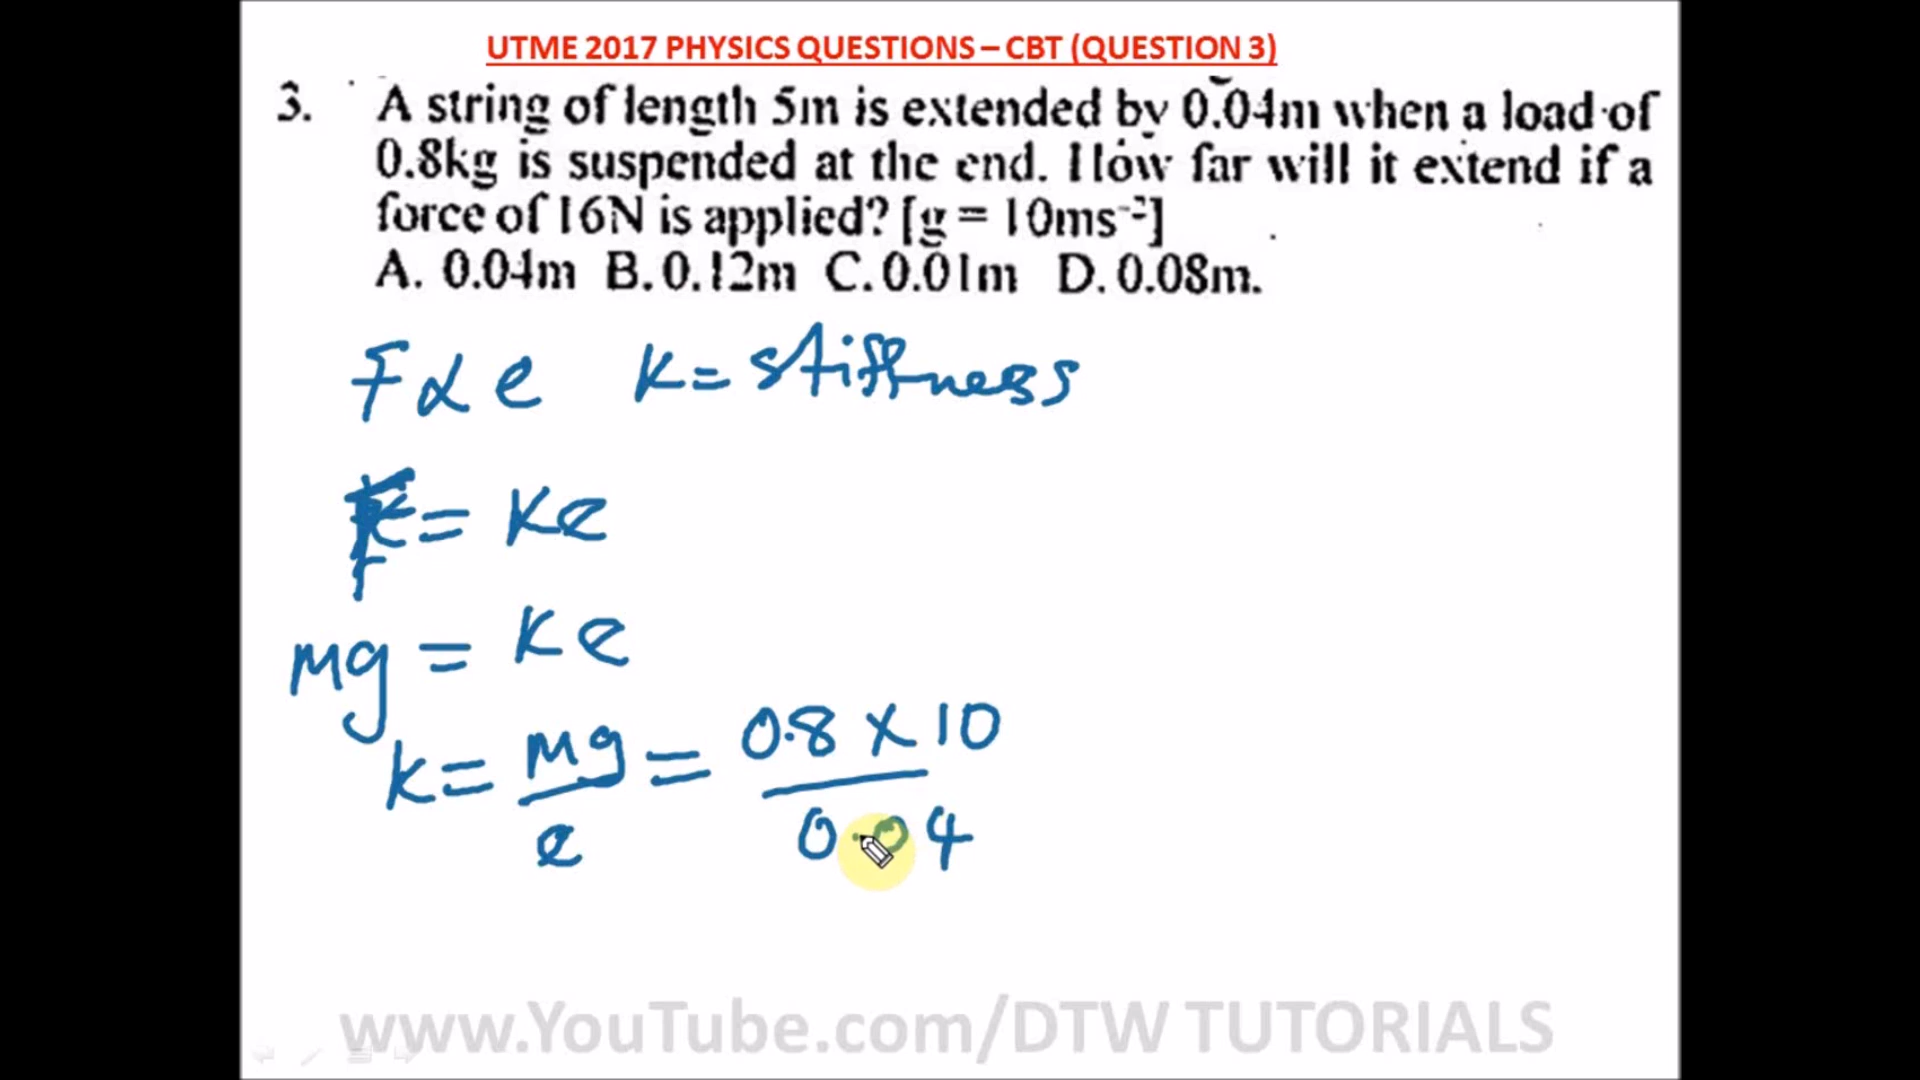 UTME 2017 PHYSICS QUESTIONS – CBT (QUESTION 3)
3. A string of length 5m is extended by 0.04m when a load of
0.8kg is suspended at the end. How far will it extend if a
force of 16N is applied? [g = 10ms⁻²]
A. 0.04m B. 0.12m C. 0.01m D. 0.08m.
F ∝ e k = stiffness
F = Ke
Mg = Ke
k = Mg/e = 0.8 × 10/0.04
www.YouTube.com/DTW TUTORIALS